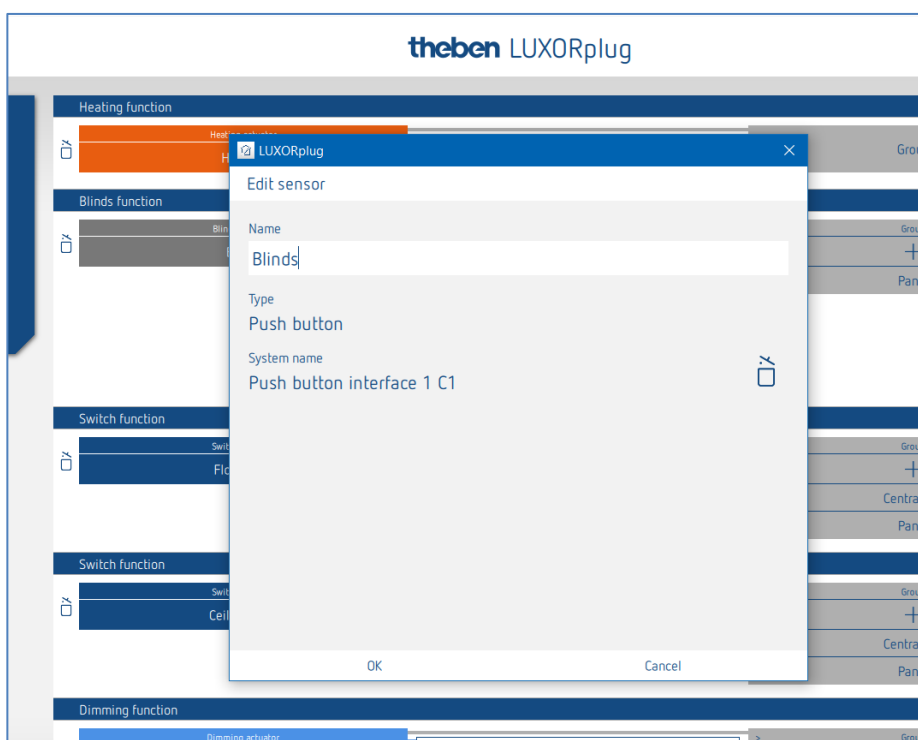 theben LUXORplug
Heating function
Heating actuator
H
Grou
LUXORplug
Edit sensor
Blinds function
Blin
Grou
Name
Blinds
+
Pan
Type
Push button
System name
Push button interface 1 C1
Switch function
Swit
Grou
Flo
+
Centra
Pan
Switch function
Swit
Grou
Ceil
+
Centra
OK
Cancel
Pan
Dimming function
Dimming actuator
>
Grou